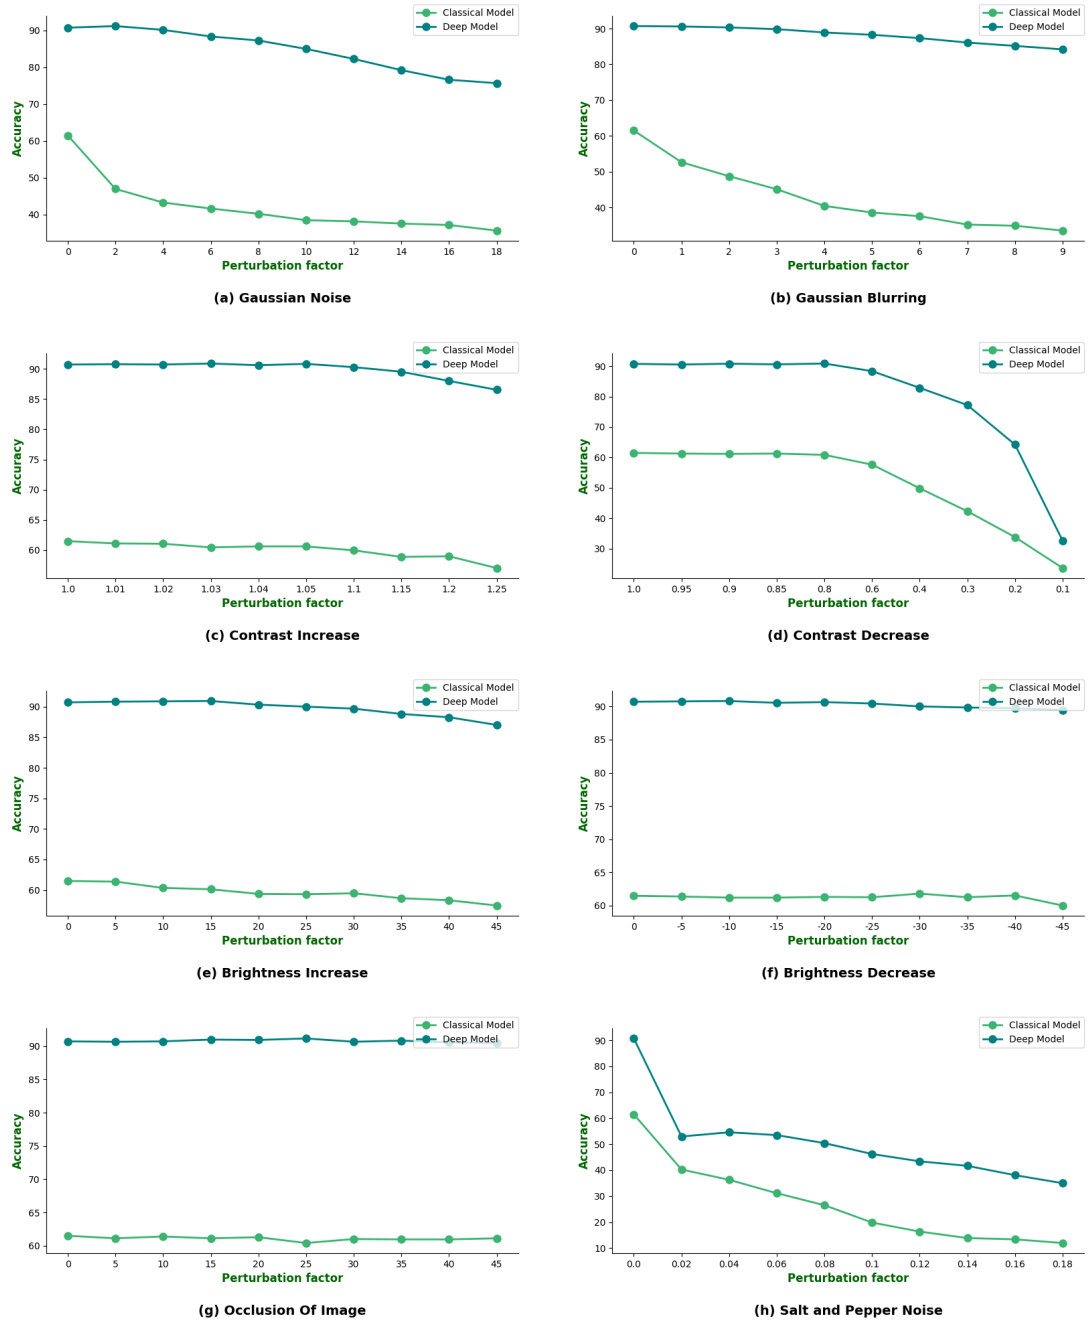 Classical Model
Deep Model
Accuracy
90
80
70
60
50
40
0 2 4 6 8 10 12 14 16 18
Perturbation factor
(a) Gaussian Noise
Classical Model
Deep Model
Accuracy
90
80
70
60
50
40
0 1 2 3 4 5 6 7 8 9
Perturbation factor
(b) Gaussian Blurring
Classical Model
Deep Model
Accuracy
90
85
80
75
70
65
60
1.0 1.01 1.02 1.03 1.04 1.05 1.1 1.15 1.2 1.25
Perturbation factor
(c) Contrast Increase
Classical Model
Deep Model
Accuracy
90
80
70
60
50
40
30
1.0 0.95 0.9 0.85 0.8 0.6 0.4 0.3 0.2 0.1
Perturbation factor
(d) Contrast Decrease
Classical Model
Deep Model
Accuracy
90
85
80
75
70
65
60
0 5 10 15 20 25 30 35 40 45
Perturbation factor
(e) Brightness Increase
Classical Model
Deep Model
Accuracy
90
85
80
75
70
65
60
0 -5 -10 -15 -20 -25 -30 -35 -40 -45
Perturbation factor
(f) Brightness Decrease
Classical Model
Deep Model
Accuracy
90
85
80
75
70
65
60
0 5 10 15 20 25 30 35 40 45
Perturbation factor
(g) Occlusion Of Image
Classical Model
Deep Model
Accuracy
90
80
70
60
50
40
30
20
10
0.0 0.02 0.04 0.06 0.08 0.1 0.12 0.14 0.16 0.18
Perturbation factor
(h) Salt and Pepper Noise